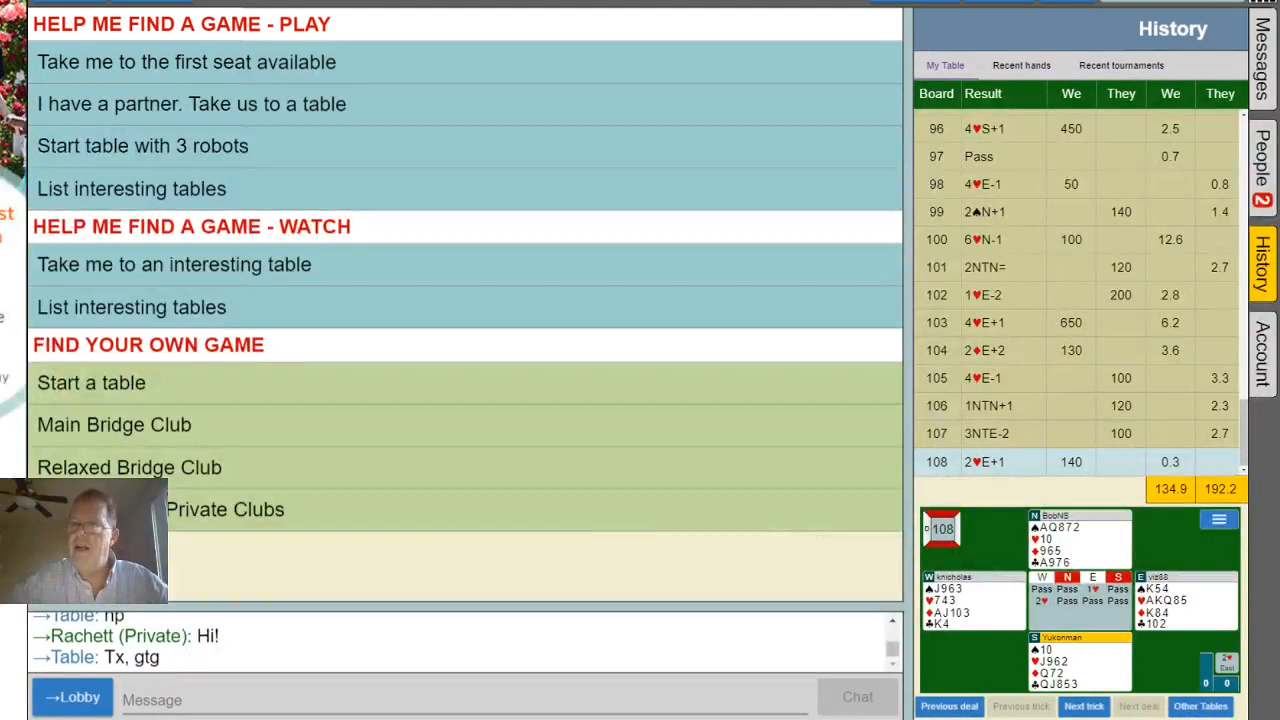 HELP ME FIND A GAME - PLAY
Take me to the first seat available
I have a partner. Take us to a table
Start table with 3 robots
List interesting tables
HELP ME FIND A GAME - WATCH
Take me to an interesting table
List interesting tables
FIND YOUR OWN GAME
Start a table
Main Bridge Club
Relaxed Bridge Club
Private Clubs
→Table: np
→Rachett (Private): Hi!
→Table: Tx, gtg
→Lobby Message Chat
st
History
My Table Recent hands Recent tournaments
Board Result We They We They
96 4♥S+1 450 2.5
97 Pass 0.7
98 4♥E-1 50 0.8
99 2♠N+1 140 1.4
100 6♥N-1 100 12.6
101 2NTN= 120 2.7
102 1♥E-2 200 2.8
103 4♥E+1 650 6.2
104 2♦E+2 130 3.6
105 4♥E-1 100 3.3
106 1NTN+1 120 2.3
107 3NTE-2 100 2.7
108 2♥E+1 140 0.3
134.9 192.2
D 108
N BobNS
♠AQ872
♥10
♦965
♣A976
W knicholas
♠J963
♥743
♦AJ103
♣K4
W N E S
Pass Pass 1♥ Pass
2♥ Pass Pass Pass
E viz88
♠K54
♥AKQ85
♦K84
♣102
S Yukonman
♠10
♥J962
♦Q72
♣QJ853
2♥
East
0 0
Previous deal Previous trick Next trick Next deal Other Tables
Messages
People 2
History
Account